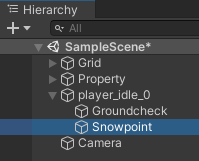 Hierarchy
All
SampleScene*
Grid
Property
player_idle_0
Groundcheck
Snowpoint
Camera